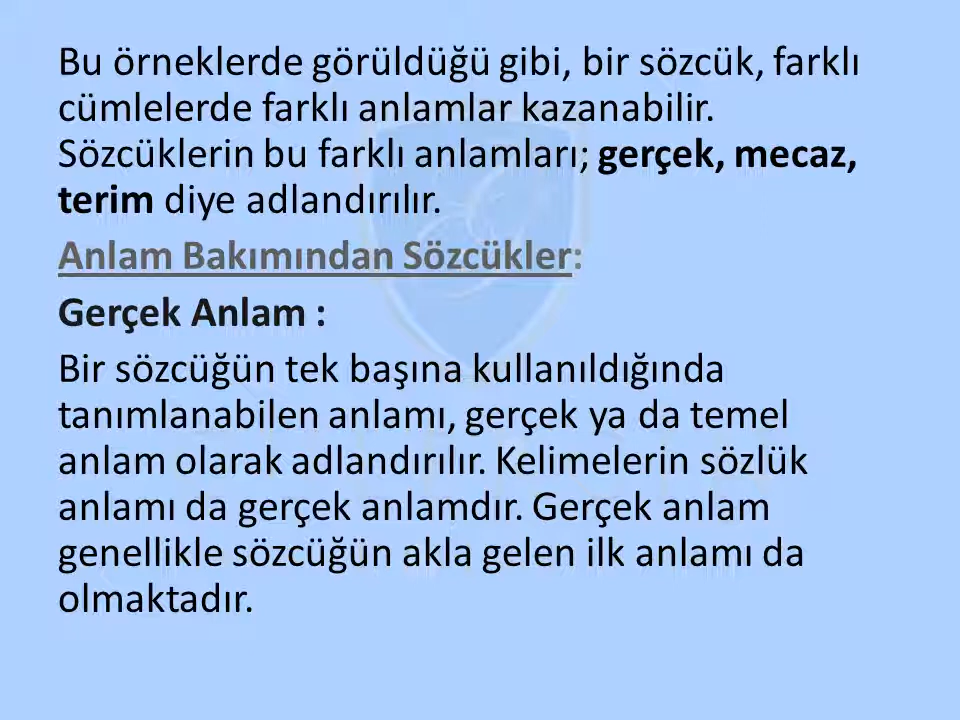 Bu örneklerde görüldüğü gibi, bir sözcük, farklı
cümlelerde farklı anlamlar kazanabilir.
Sözcüklerin bu farklı anlamları; gerçek, mecaz,
terim diye adlandırılır.
Anlam Bakımından Sözcükler:
Gerçek Anlam :
Bir sözcüğün tek başına kullanıldığında
tanımlanabilen anlamı, gerçek ya da temel
anlam olarak adlandırılır. Kelimelerin sözlük
anlamı da gerçek anlamdır. Gerçek anlam
genellikle sözcüğün akla gelen ilk anlamı da
olmaktadır.